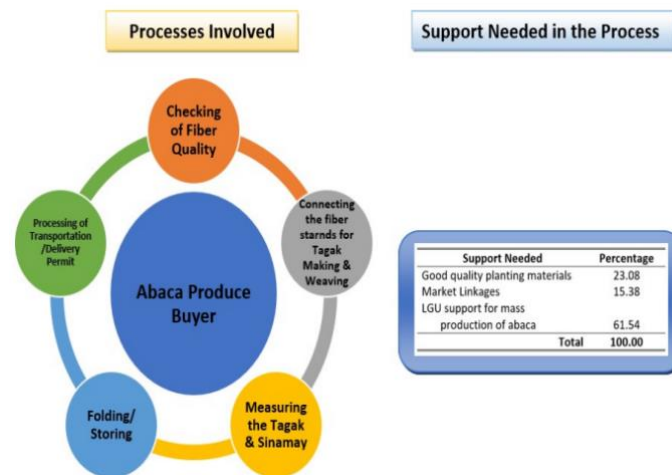 Processes Involved
Support Needed in the Process
Checking
of Fiber
Quality
Connecting
the fiber
starnds for
Tagak
Making &
Weaving
Measuring
the Tagak
& Sinamay
Folding/
Storing
Processing of
Transportation
/Delivery
Permit
Abaca Produce
Buyer
Support Needed Percentage
Good quality planting materials 23.08
Market Linkages 15.38
LGU support for mass
production of abaca 61.54
Total 100.00